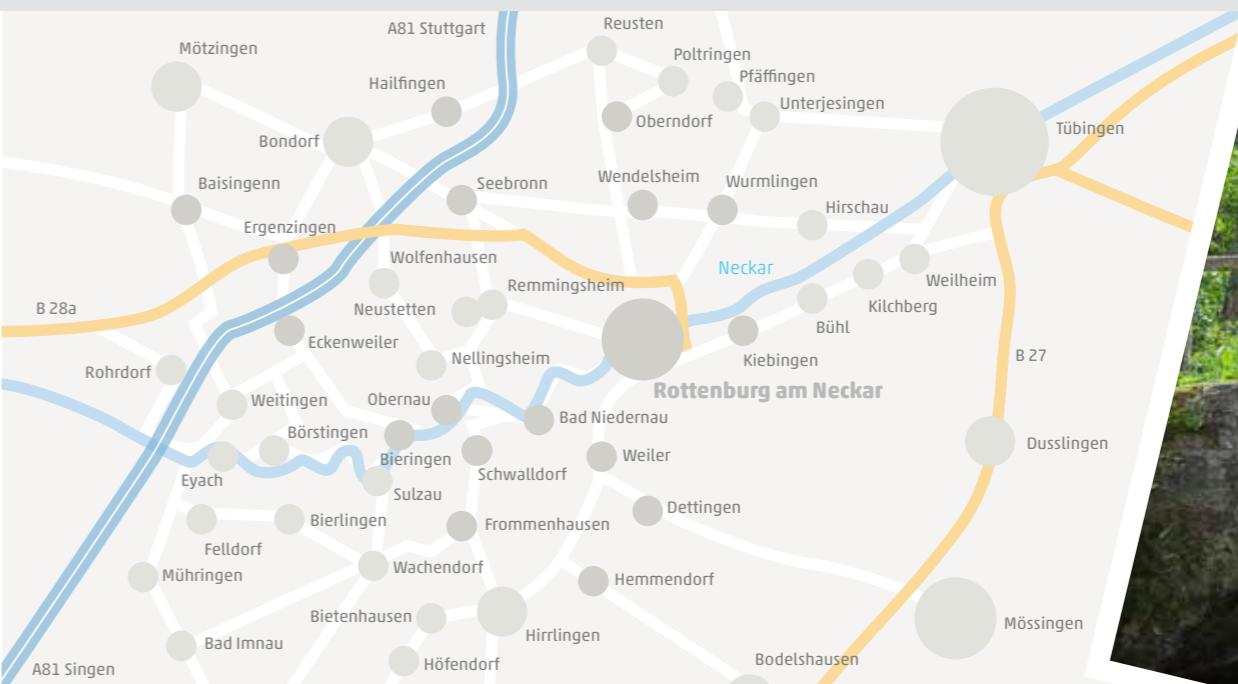 A81 Stuttgart
Reusten
Mötzingen
Poltringen
Pfäffingen
Hailfingen
Unterjesingen
Oberndorf
Tübingen
Bondorf
Wendelsheim
Wurmlingen
Seebronn
Baisingenn
Hirschau
Ergenzingen
Wolfenhausen
Neckar
Weilheim
Remmingsheim
Kilchberg
B 28a
Neustetten
Bühl
Eckenweiler
Kiebingen
B 27
Nellingsheim
Rohrdorf
Rottenburg am Neckar
Weitingen
Obernau
Bad Niedernau
Börstingen
Dusslingen
Bieringen
Weiler
Schwalldorf
Eyach
Sulzau
Dettingen
Bierlingen
Frommenhausen
Felldorf
Wachendorf
Mühringen
Hemmendorf
Bietenhausen
Mössingen
Hirrlingen
Bad Imnau
Bodelshausen
Höfendorf
A81 Singen